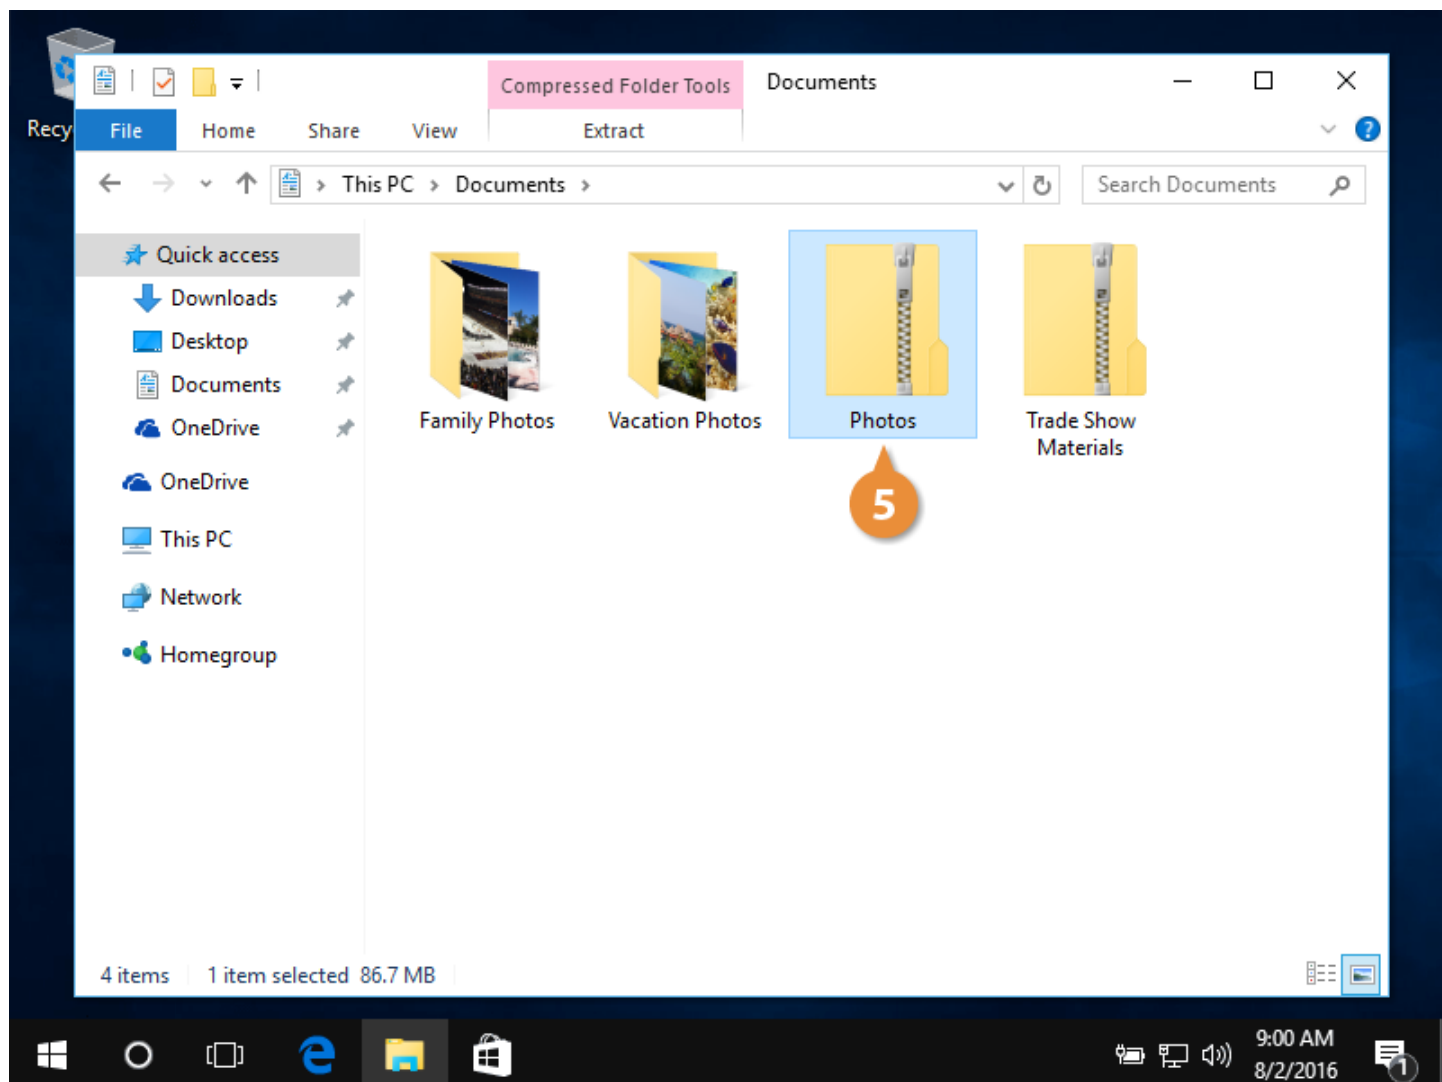 Compressed Folder Tools
Documents
Recy
File
Home
Share
View
Extract
?
This PC
Documents
Search Documents
Quick access
Downloads
Desktop
Documents
OneDrive
OneDrive
This PC
Network
Homegroup
Family Photos
Vacation Photos
Photos
Trade Show
Materials
5
4 items
1 item selected 86.7 MB
9:00 AM
8/2/2016
1